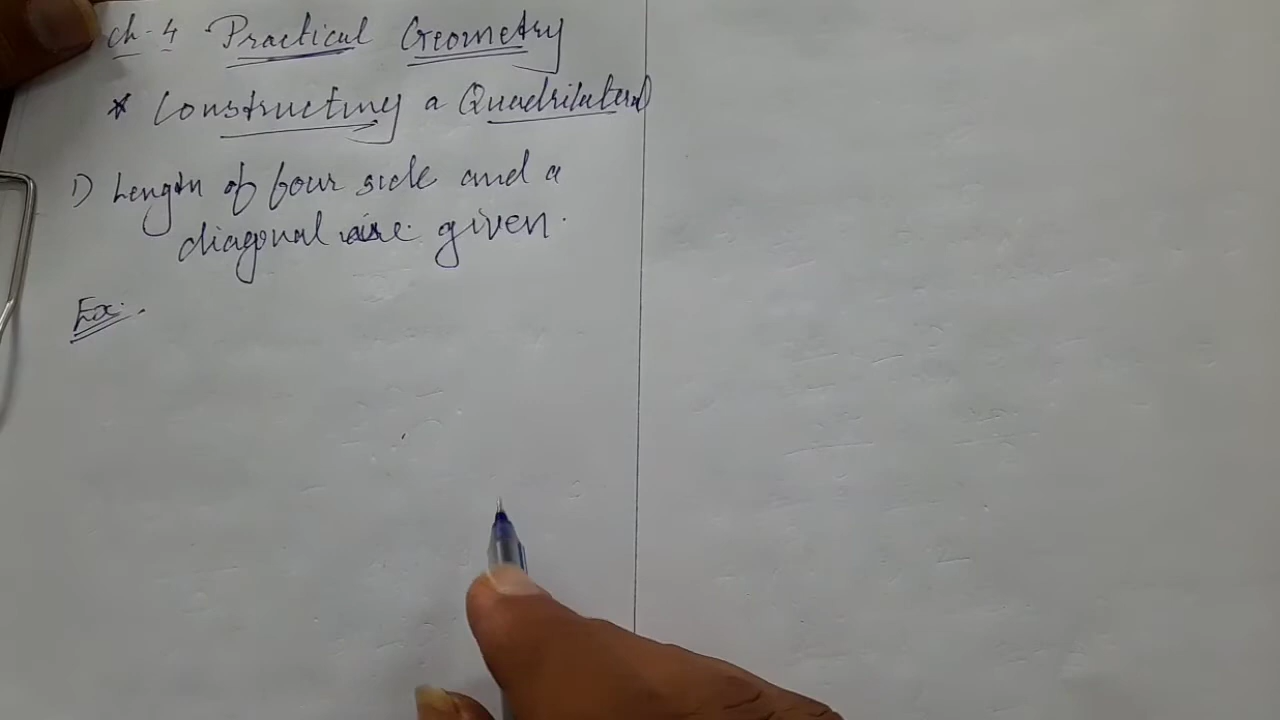 Ch-4 Practical Geometry
* Constructing a Quadrilateral
1) Length of four side and a
diagonal are given.
Ex:.